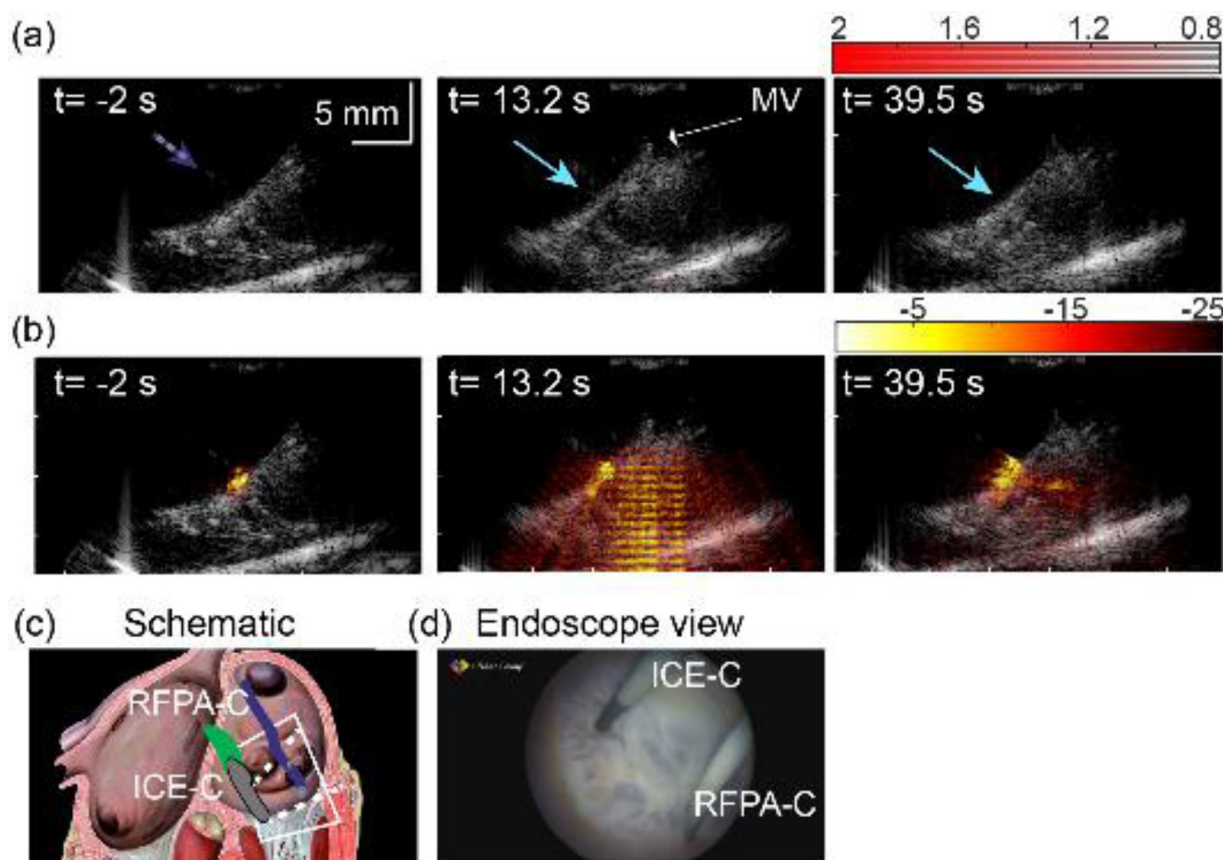 (a)
2 1.6 1.2 0.8
t= -2 s 5 mm t= 13.2 s MV t= 39.5 s
(b)
-5 -15 -25
t= -2 s t= 13.2 s t= 39.5 s
(c) Schematic (d) Endoscope view
RFPA-C ICE-C
ICE-C RFPA-C